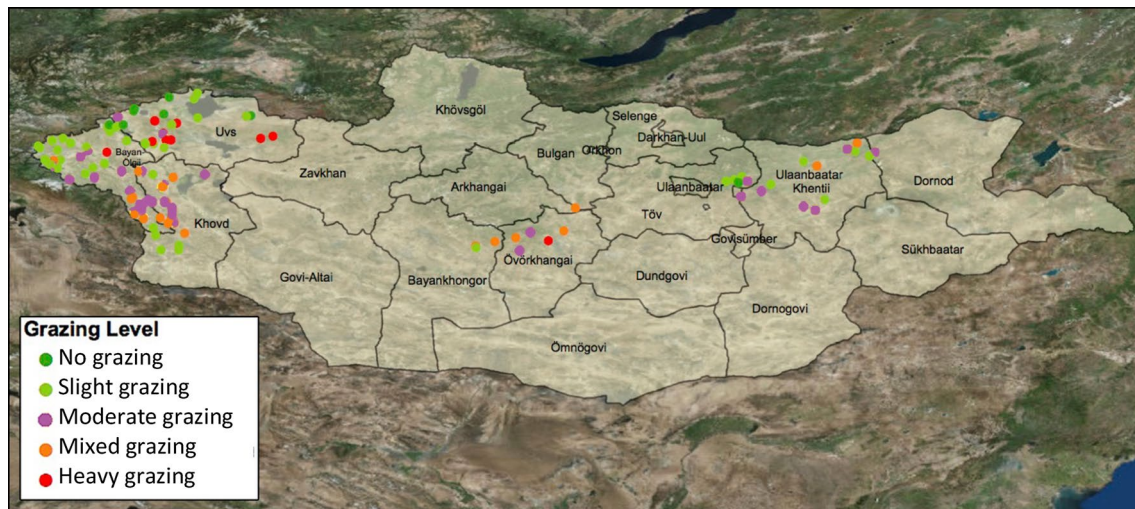 Khövsgöl
Selenge
Darkhan-Uul
Uvs
Bayan-
Ölgii
Bulgan
Zavkhan
Arkhangai
Ulaanbaatar
Ulaanbaatar
Khentii
Dornod
Khovd
Töv
Govisümber
Sükhbaatar
Övörkhangai
Govi-Altai
Bayankhongor
Dundgovi
Dornogovi
Ömnögovi
Grazing Level
No grazing
Slight grazing
Moderate grazing
Mixed grazing
Heavy grazing